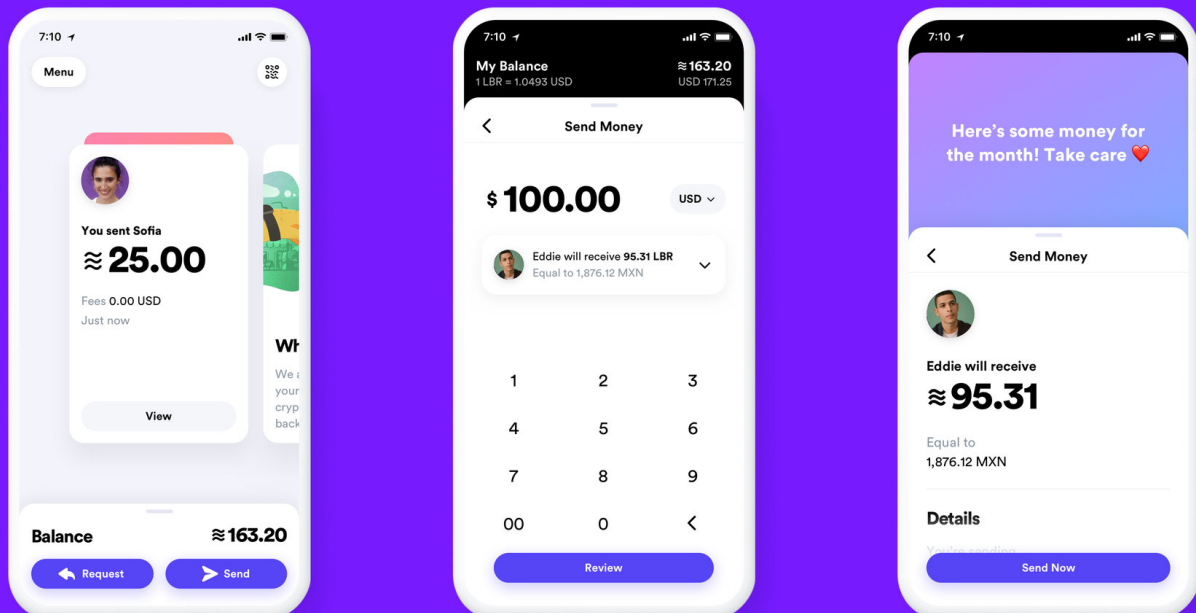 7:10
Menu
You sent Sofia
≋ 25.00
Fees 0.00 USD
Just now
View
Wh
We a
your
cryp
back
Balance
≋163.20
Request
Send
7:10
My Balance
≋163.20
1 LBR = 1.0493 USD
USD 171.25
Send Money
$ 100.00
USD
Eddie will receive 95.31 LBR
Equal to 1,876.12 MXN
1 2 3
4 5 6
7 8 9
00 0
Review
7:10
Here's some money for
the month! Take care ❤️
Send Money
Eddie will receive
≋95.31
Equal to
1,876.12 MXN
Details
You're sending
Send Now